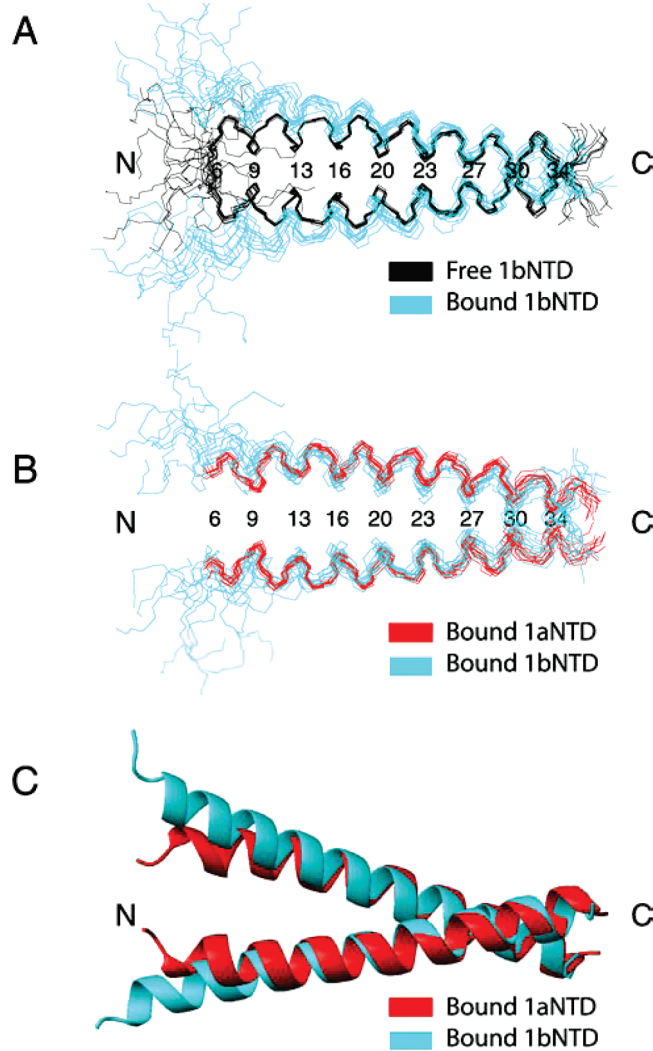 A
N 6 9 13 16 20 23 27 30 34 C
Free 1bNTD
Bound 1bNTD
B
N 6 9 13 16 20 23 27 30 34 C
Bound 1aNTD
Bound 1bNTD
C
N C
Bound 1aNTD
Bound 1bNTD